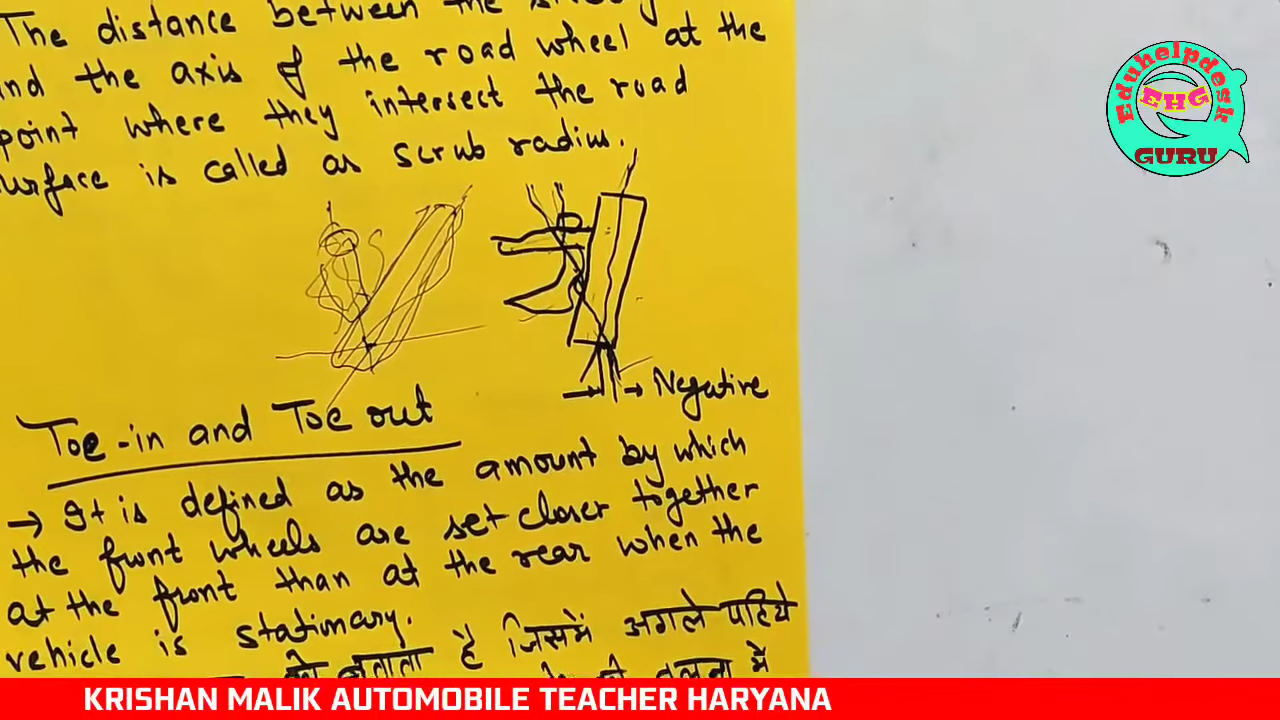 The distance between the
and the axis of the road wheel at the
point where they intersect the road
surface is called as scrub radius.
Negative
Toe-in and Toe out
→ It is defined as the amount by which
the front wheels are set closer together
at the front than at the rear when the
vehicle is stationary.
को बताता है जिसमें अगले पहिये
तुलना में
Eduhelpdesk
EHG
GURU
KRISHAN MALIK AUTOMOBILE TEACHER HARYANA